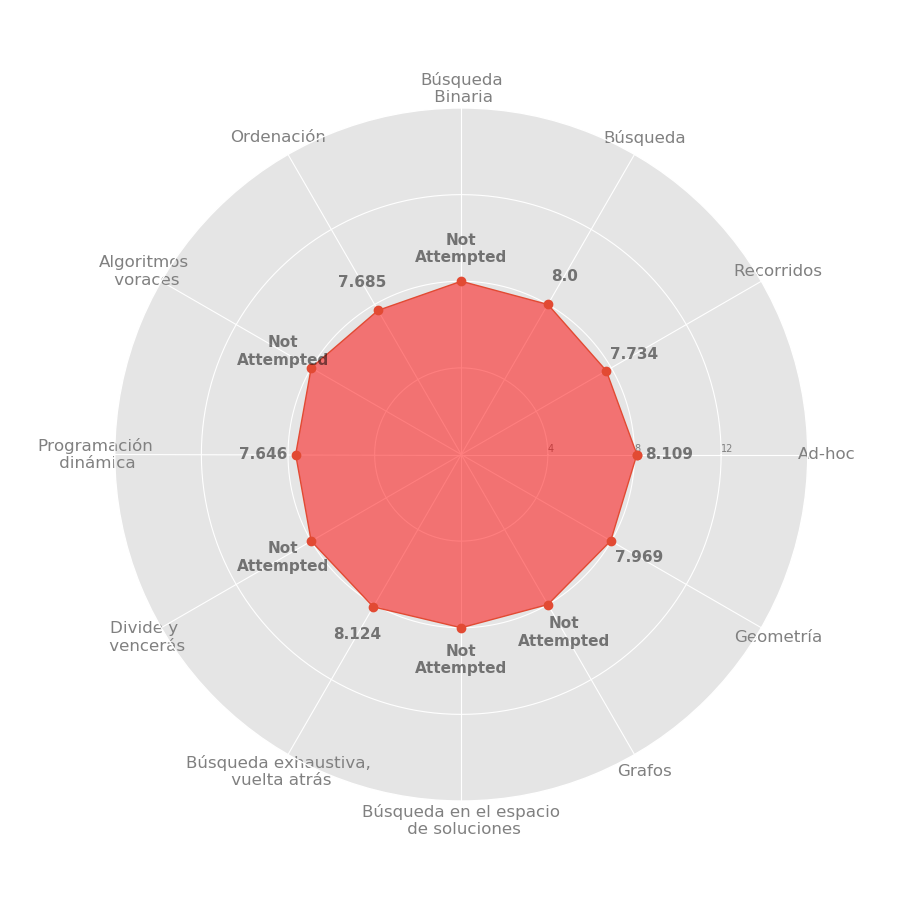 Búsqueda
Binaria
Ordenación
Búsqueda
Algoritmos
voraces
Recorridos
Not
Attempted
7.685
8.0
Not
Attempted
7.734
Programación
dinámica
7.646
4
8
12
8.109
Ad-hoc
Not
Attempted
7.969
Divide y
vencerás
8.124
Not
Attempted
Not
Attempted
Geometría
Búsqueda exhaustiva,
vuelta atrás
Grafos
Búsqueda en el espacio
de soluciones